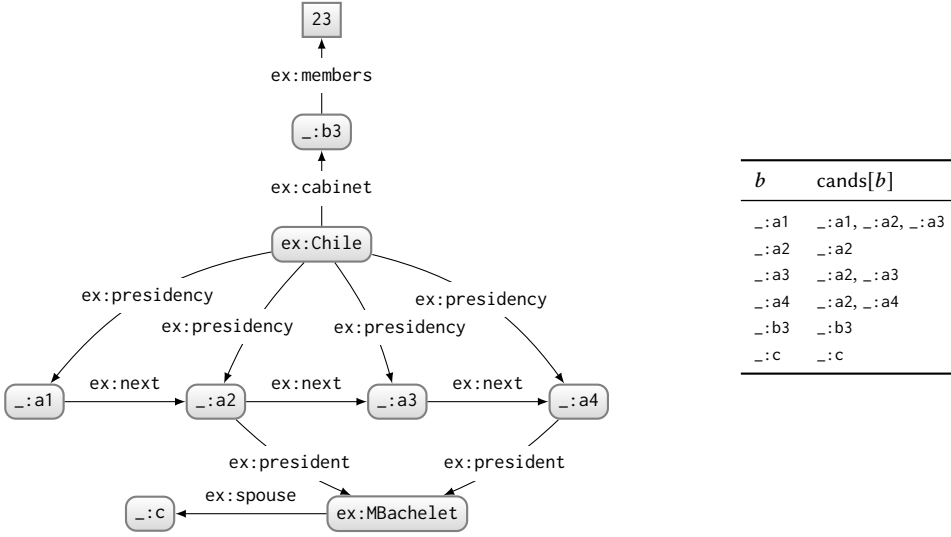 23
ex:members
_:b3
ex:cabinet
ex:Chile
ex:presidency
ex:presidency
ex:presidency
ex:presidency
ex:next
ex:next
ex:next
_:a1
_:a2
_:a3
_:a4
ex:president
ex:president
ex:spouse
_:c
ex:MBachelet
b cands[b]
_:a1 _:a1, _:a2, _:a3
_:a2 _:a2
_:a3 _:a2, _:a3
_:a4 _:a2, _:a4
_:b3 _:b3
_:c _:c